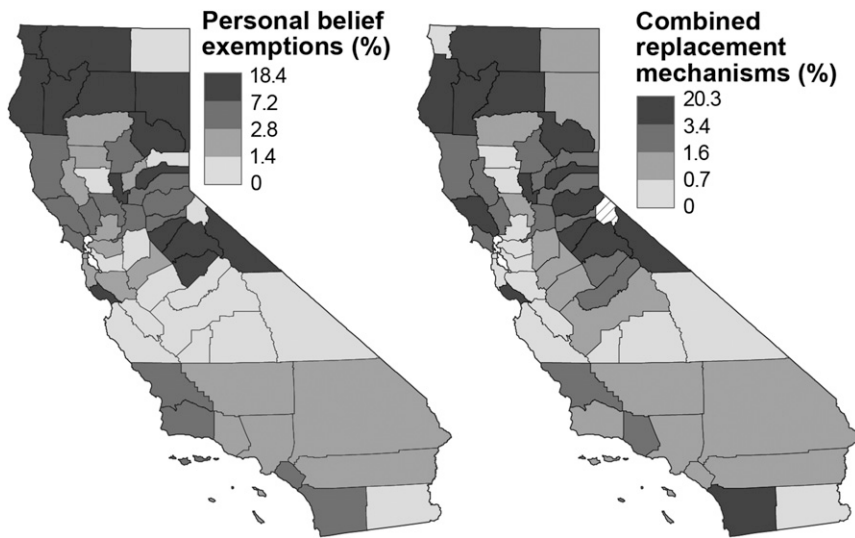 Personal belief
exemptions (%)
18.4
7.2
2.8
1.4
0
Combined
replacement
mechanisms (%)
20.3
3.4
1.6
0.7
0